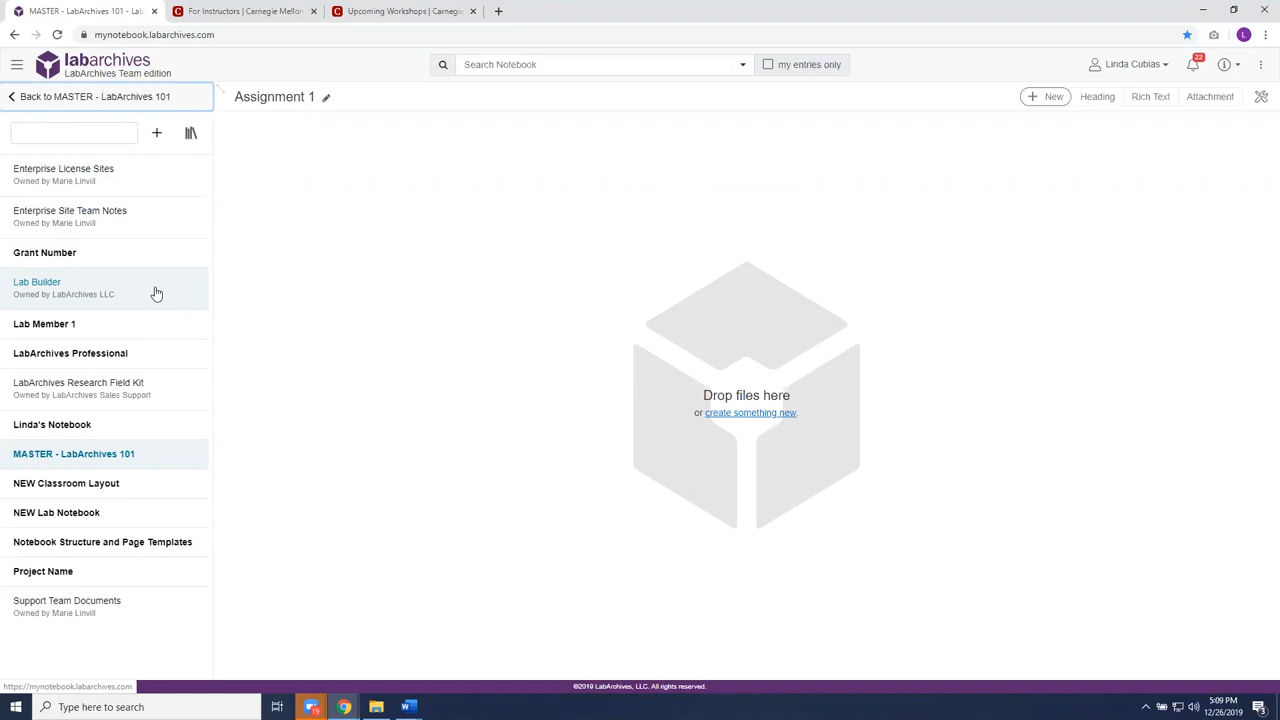 MASTER - LabArchives 101 - Lab
For Instructors | Carnegie Mellon
Upcoming Workshops | Carnegie
mynotebook.labarchives.com
L
labarchives
LabArchives Team edition
Search Notebook
my entries only
Linda Cubias
22
Back to MASTER - LabArchives 101
Assignment 1
New
Heading
Rich Text
Attachment
Enterprise License Sites
Owned by Marie Linvill
Enterprise Site Team Notes
Owned by Marie Linvill
Grant Number
Lab Builder
Owned by LabArchives LLC
Lab Member 1
LabArchives Professional
LabArchives Research Field Kit
Owned by LabArchives Sales Support
Linda's Notebook
MASTER - LabArchives 101
NEW Classroom Layout
NEW Lab Notebook
Notebook Structure and Page Templates
Project Name
Support Team Documents
Owned by Marie Linvill
Drop files here
or create something new.
https://mynotebook.labarchives.com
©2019 LabArchives, LLC. All rights reserved.
Type here to search
19
5:09 PM
12/26/2019
3